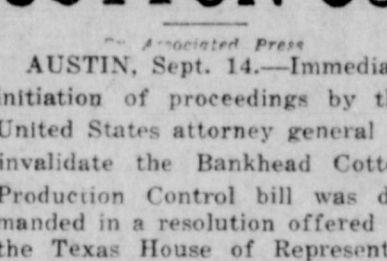 Associated Press
AUSTIN, Sept. 14.—Immedia
initiation of proceedings by t
United States attorney general
invalidate the Bankhead Cott
Production Control bill was d
manded in a resolution offered
the Texas House of Represent